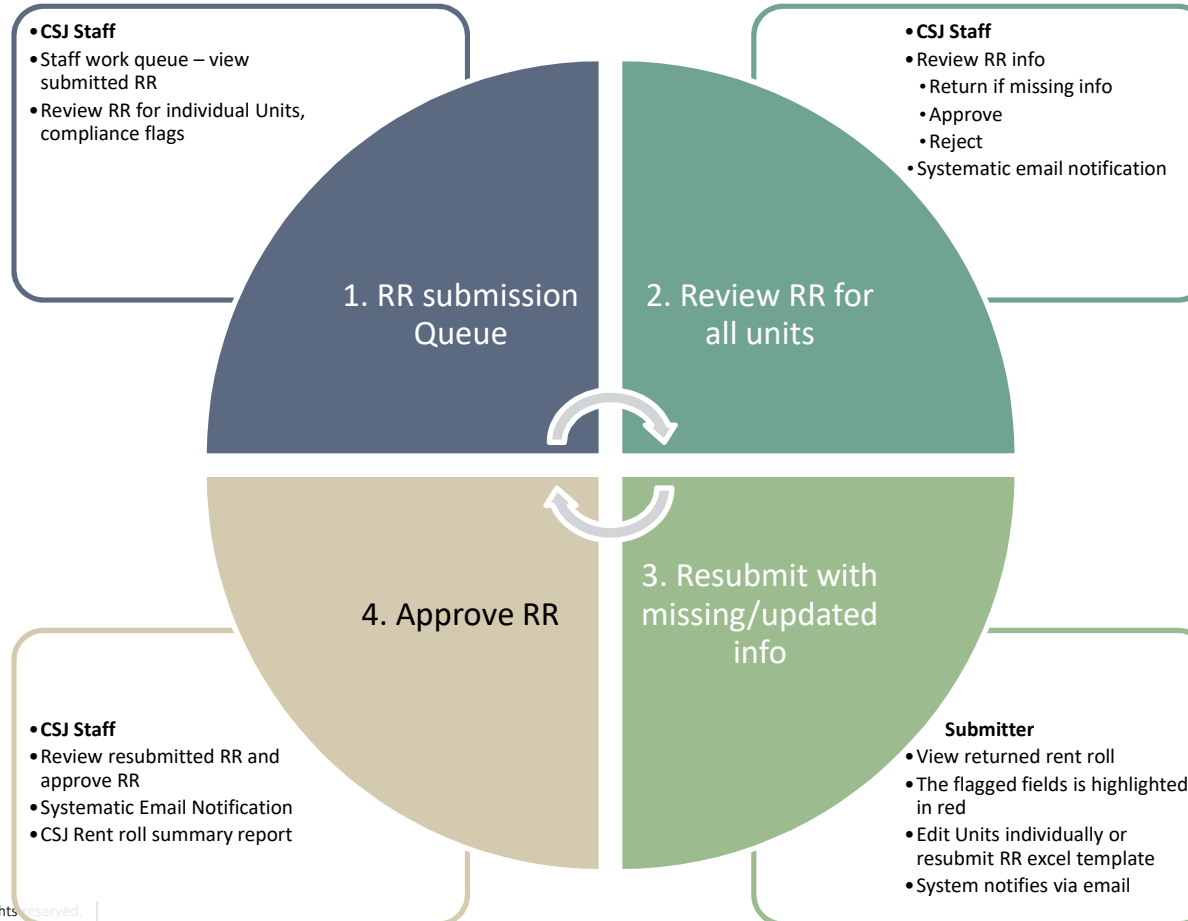 •CSJ Staff
•Staff work queue – view
submitted RR
•Review RR for individual Units,
compliance flags
•CSJ Staff
•Review RR info
•Return if missing info
•Approve
•Reject
•Systematic email notification
1. RR submission
Queue
2. Review RR for
all units
4. Approve RR
3. Resubmit with
missing/updated
info
•CSJ Staff
•Review resubmitted RR and
approve RR
•Systematic Email Notification
•CSJ Rent roll summary report
Submitter
•View returned rent roll
•The flagged fields is highlighted
in red
•Edit Units individually or
resubmit RR excel template
•System notifies via email
reserved.